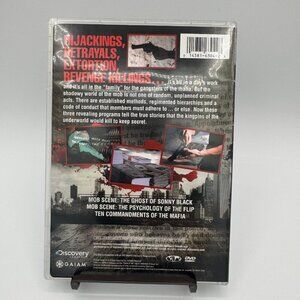 HIJACKINGS,
BETRAYALS,
EXTORTION,
REVENGE KILLINGS... it's all in a day's work
and it's all in the "family" for the gangsters of the mafia. But the
shadowy world of the mob is not one of random, unplanned criminal
acts. There are established methods, regimented hierarchies and a
code of conduct that members must adhere to ... or else. Now these
three revealing programs tell the true stories that the kingpins of the
underworld would kill to keep secret.
MOB SCENE: THE GHOST OF SONNY BLACK
MOB SCENE: THE PSYCHOLOGY OF THE FLIP
TEN COMMANDMENTS OF THE MAFIA
Discovery
GAIAM
DVD